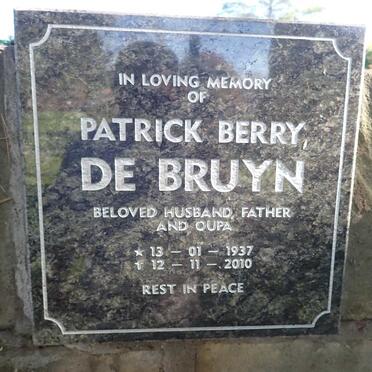 IN LOVING MEMORY
OF
PATRICK BERRY,
DE BRUYN
BELOVED HUSBAND, FATHER
AND OUPA
★ 13 – 01 – 1937
✝ 12 – 11 – 2010
REST IN PEACE